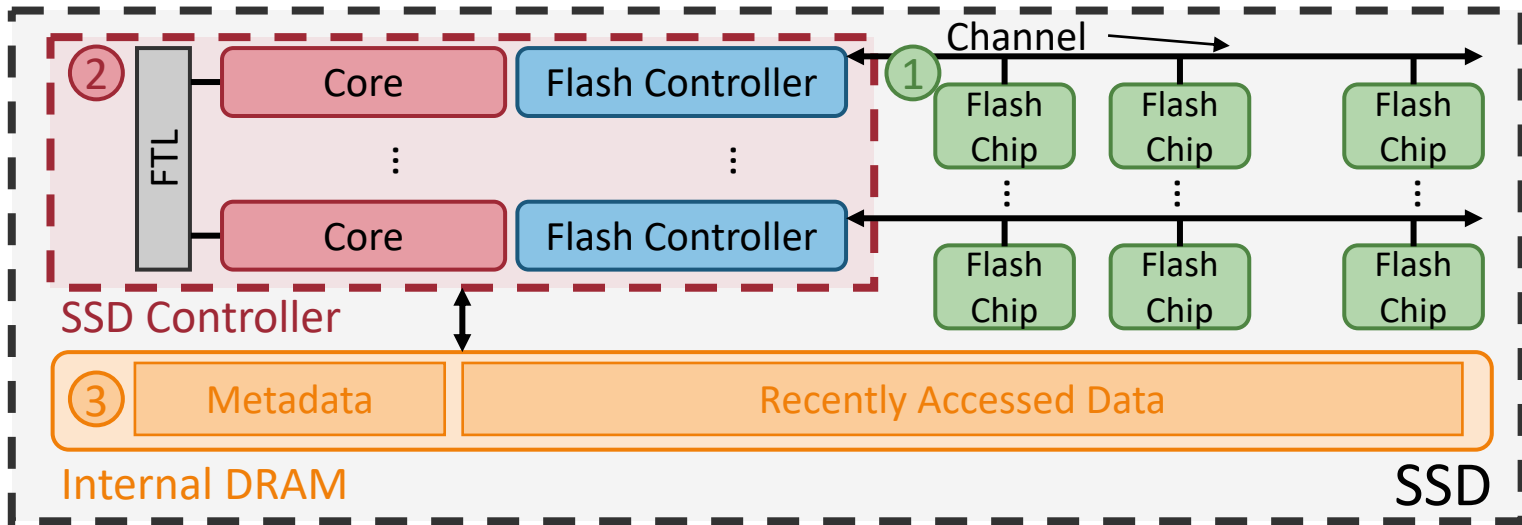 Channel
2
FTL
Core
Flash Controller
1
Flash
Chip
Flash
Chip
Flash
Chip
...
...
...
...
...
Core
Flash Controller
Flash
Chip
Flash
Chip
Flash
Chip
SSD Controller
3
Metadata
Recently Accessed Data
Internal DRAM
SSD